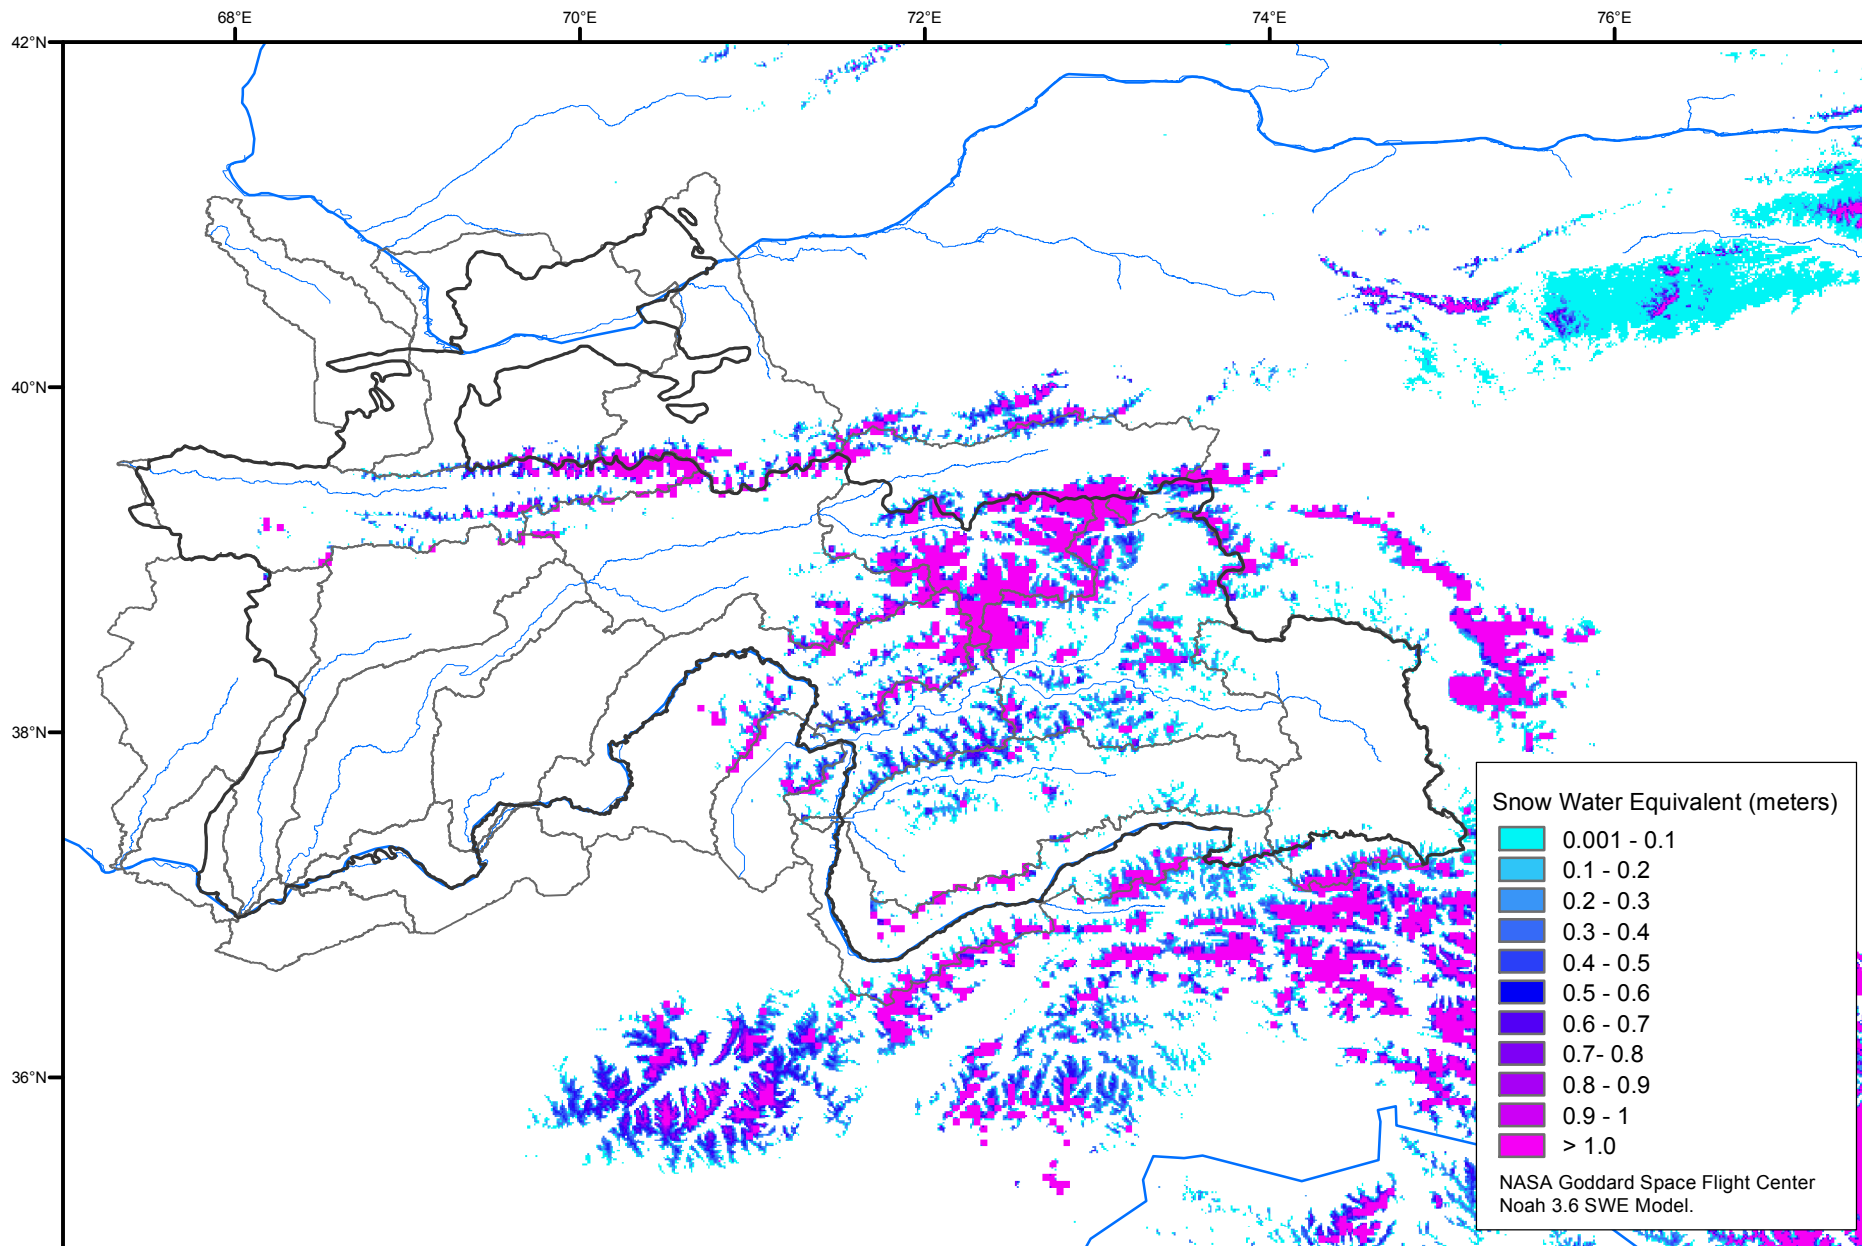 68°E 70°E 72°E 74°E 76°E
42°N
40°N
38°N
36°N
Snow Water Equivalent (meters)
0.001 - 0.1
0.1 - 0.2
0.2 - 0.3
0.3 - 0.4
0.4 - 0.5
0.5 - 0.6
0.6 - 0.7
0.7- 0.8
0.8 - 0.9
0.9 - 1
> 1.0
NASA Goddard Space Flight Center
Noah 3.6 SWE Model.